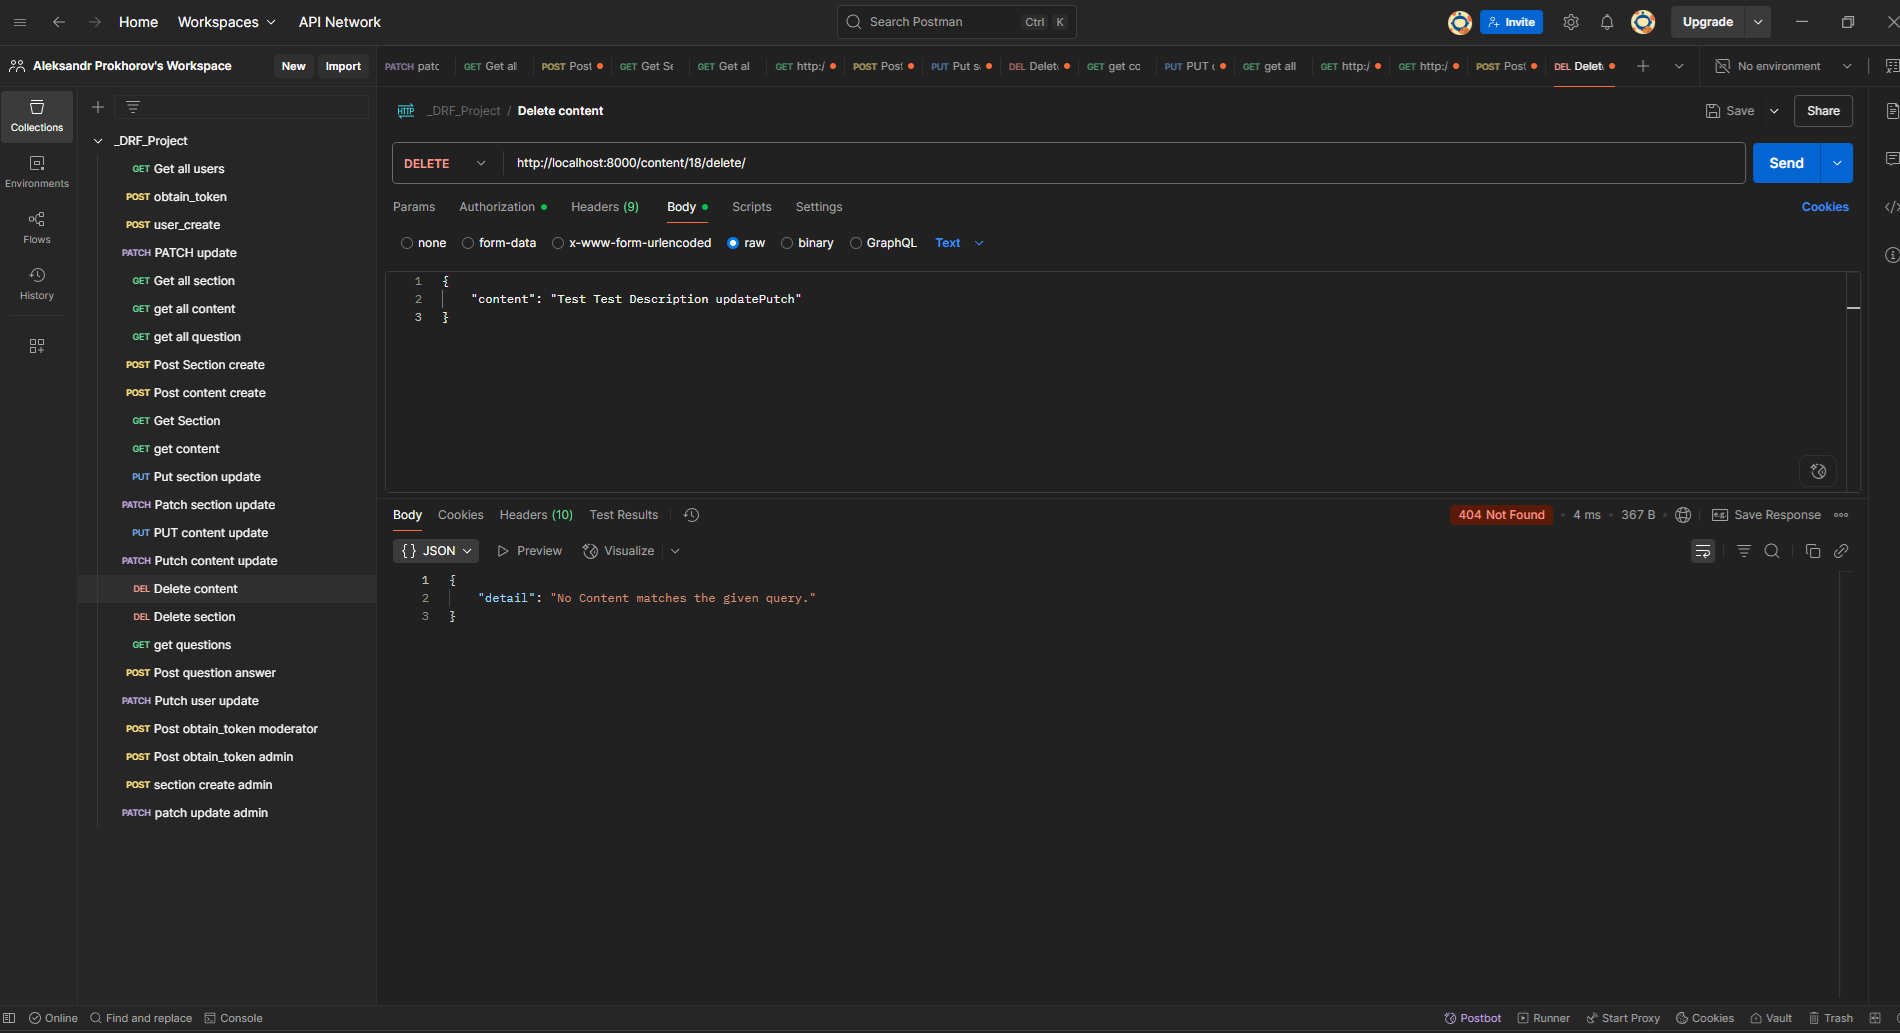 Home Workspaces API Network Search Postman Ctrl K Invite Upgrade
Aleksandr Prokhorov's Workspace New Import
PATCH patc GET Get al POST Post GET Get Se GET Get al GET http:/ POST Post PUT Put s DEL Delet GET get co PUT PUT GET get all GET http:/ GET http:/ POST Post DEL Delet No environment
Collections
Environments
Flows
History
_DRF_Project
GET Get all users
POST obtain_token
POST user_create
PATCH PATCH update
GET Get all section
GET get all content
GET get all question
POST Post Section create
POST Post content create
GET Get Section
GET get content
PUT Put section update
PATCH Patch section update
PUT PUT content update
PATCH Putch content update
DEL Delete content
DEL Delete section
GET get questions
POST Post question answer
PATCH Putch user update
POST Post obtain_token moderator
POST Post obtain_token admin
POST section create admin
PATCH patch update admin
HTTP _DRF_Project / Delete content Save Share
DELETE http://localhost:8000/content/18/delete/ Send
Params Authorization Headers (9) Body Scripts Settings Cookies
none form-data x-www-form-urlencoded raw binary GraphQL Text
1 {
2 "content": "Test Test Description updatePutch"
3 }
Body Cookies Headers (10) Test Results 404 Not Found 4 ms 367 B e.g. Save Response
{} JSON Preview Visualize
1 {
2 "detail": "No Content matches the given query."
3 }
Online Find and replace Console Postbot Runner Start Proxy Cookies Vault Trash